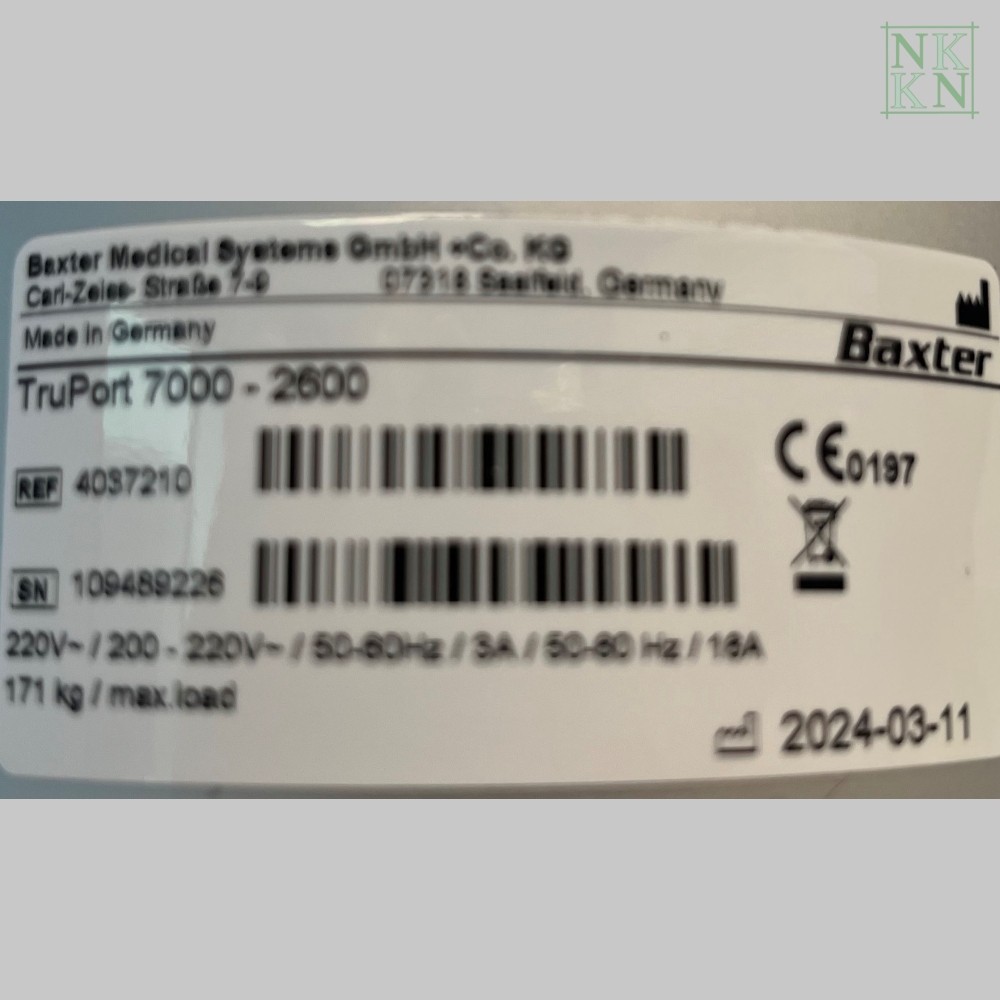 NK
KN
Baxter Medical Systems GmbH +Co. KG
Carl-Zeiss- Straße 7-9 07318 Saalfeld, Germany
Made in Germany
Baxter
TruPort 7000 - 2600
REF 4037210
CE0197
SN 109489226
220V~ / 200 - 220V~ / 50-60Hz / 3A / 50-60 Hz / 16A
171 kg / max.load
2024-03-11